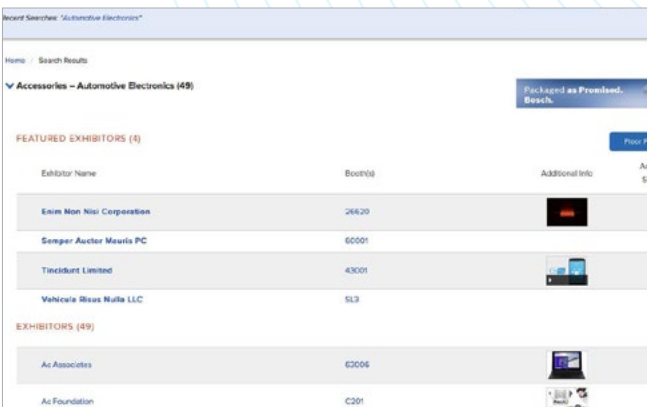 Recent Searches: "Automotive Electronics"
Home / Search Results
Accessories – Automotive Electronics (49)
Packaged as Promised.
Bosch.
FEATURED EXHIBITORS (4)
Floor
Exhibitor Name Booth(s) Additional Info
Enim Non Nisi Corporation 26620
Semper Auctor Mauris PC 60001
Tincidunt Limited 43001
Vehicula Risus Nulla LLC SL3
EXHIBITORS (49)
Ac Associates 63006
Ac Foundation C201